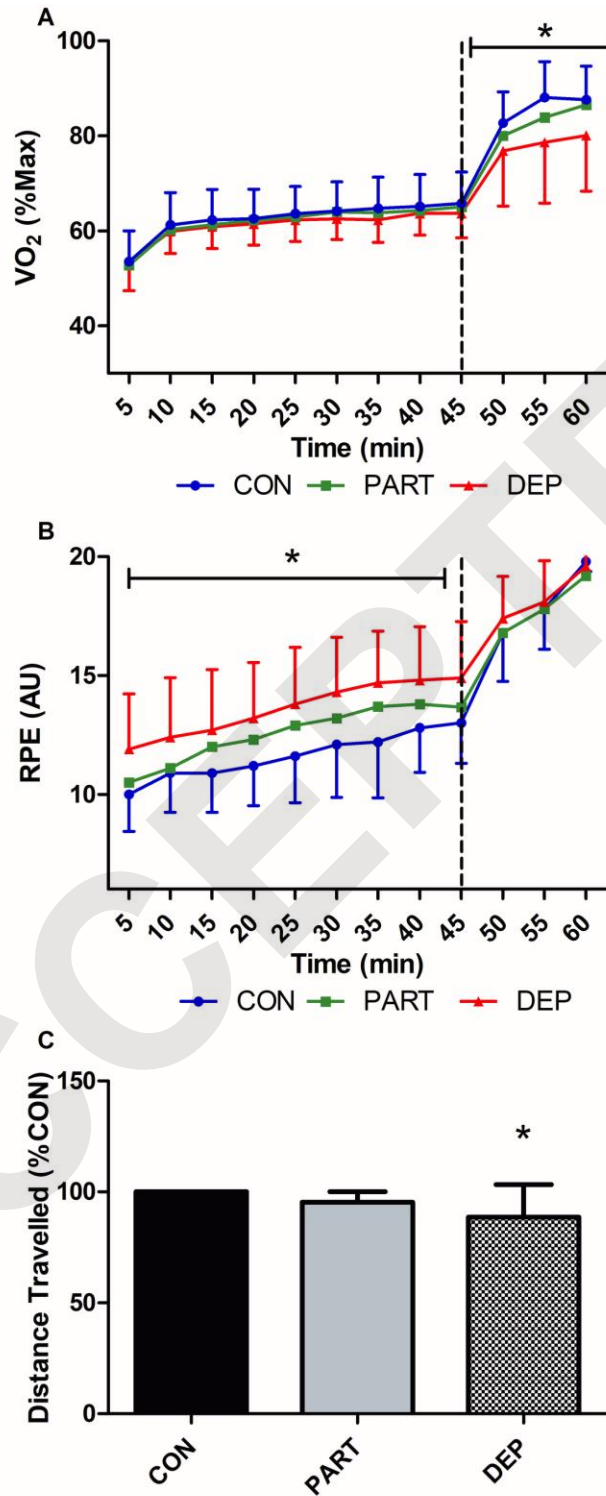 A
*
100
80
60
40
VO2 (%Max)
5 10 15 20 25 30 35 40 45 50 55 60
Time (min)
CON PART DEP
B
*
20
15
10
RPE (AU)
5 10 15 20 25 30 35 40 45 50 55 60
Time (min)
CON PART DEP
C
150
*
100
50
0
Distance Travelled (%CON)
CON PART DEP